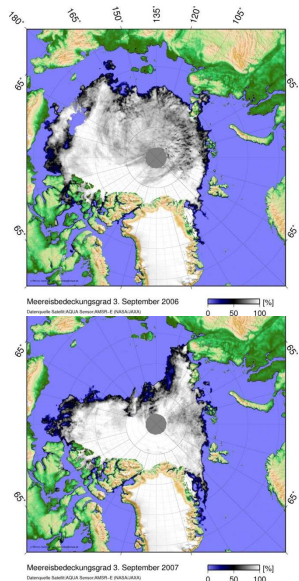 180° 165° 150° 135° 120° 105°
65° 65°
65° 65°
Meereisbedeckungsgrad 3. September 2006
Datenquelle Satellit:AQUA Sensor:AMSR-E (NASA/JAXA)
[%]
0 50 100
65° 65°
65° 65°
Meereisbedeckungsgrad 3. September 2007
Datenquelle Satellit:AQUA Sensor:AMSR-E (NASA/JAXA)
[%]
0 50 100